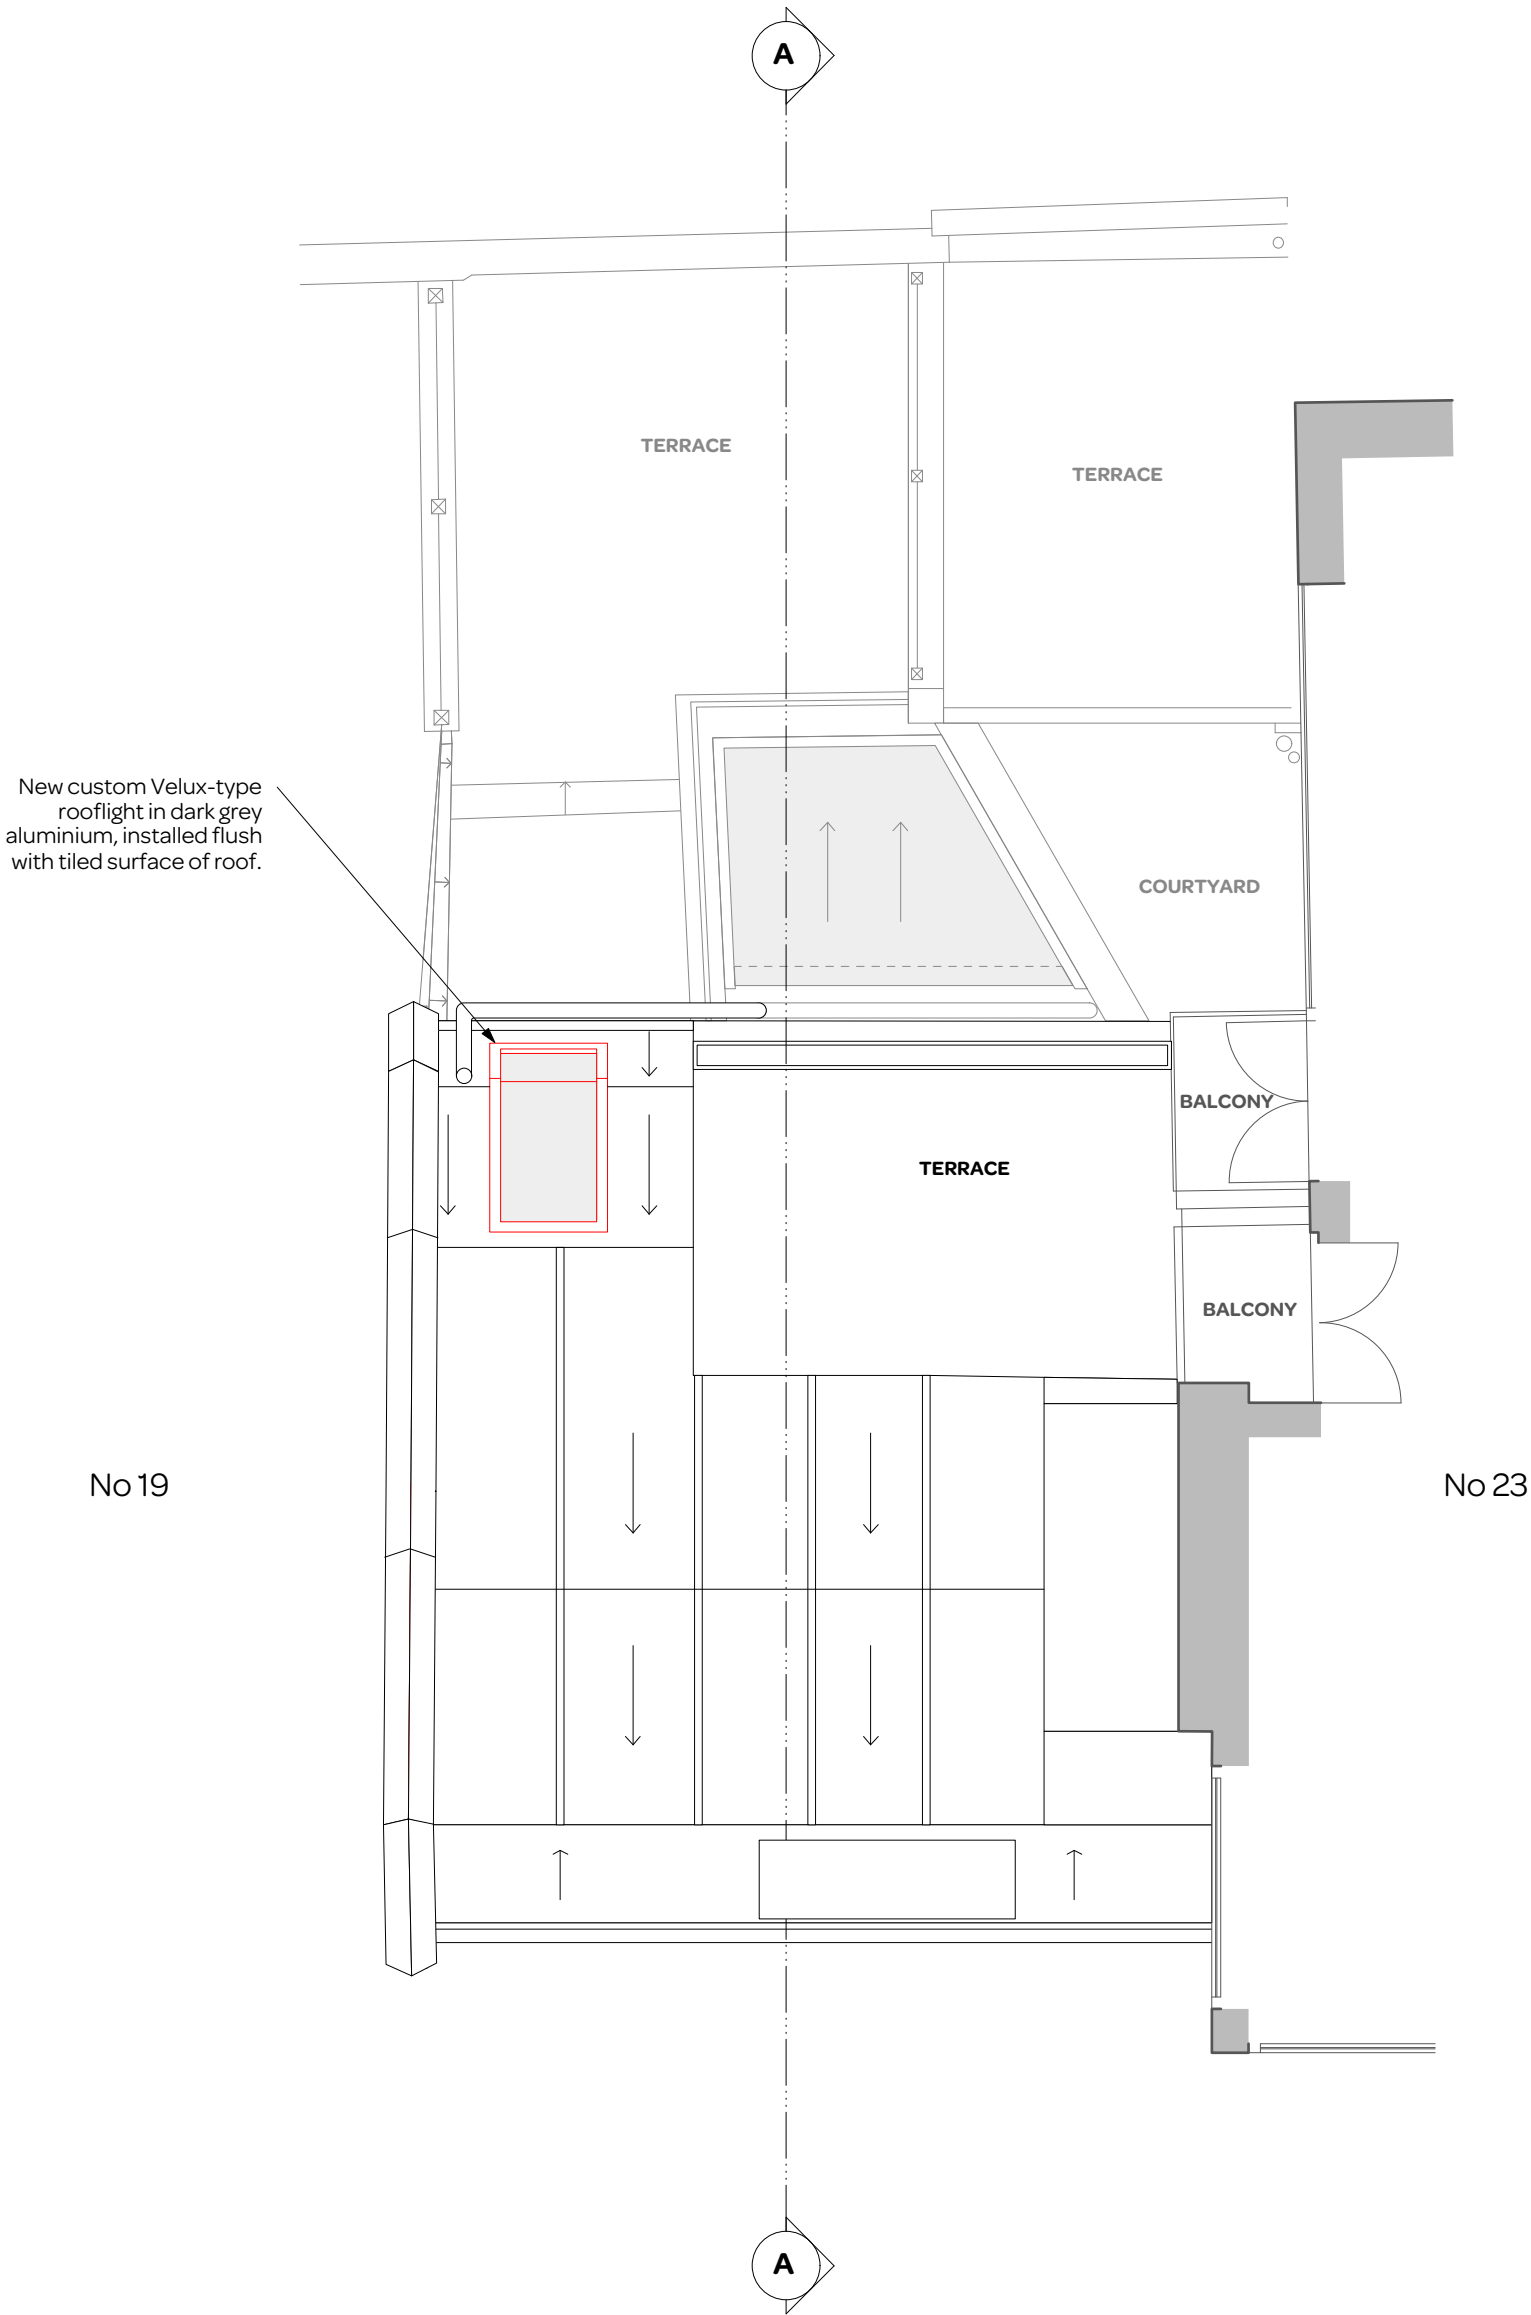 A
TERRACE
TERRACE
New custom Velux-type
rooflight in dark grey
aluminium, installed flush
with tiled surface of roof.
COURTYARD
BALCONY
TERRACE
BALCONY
No 19
No 23
A